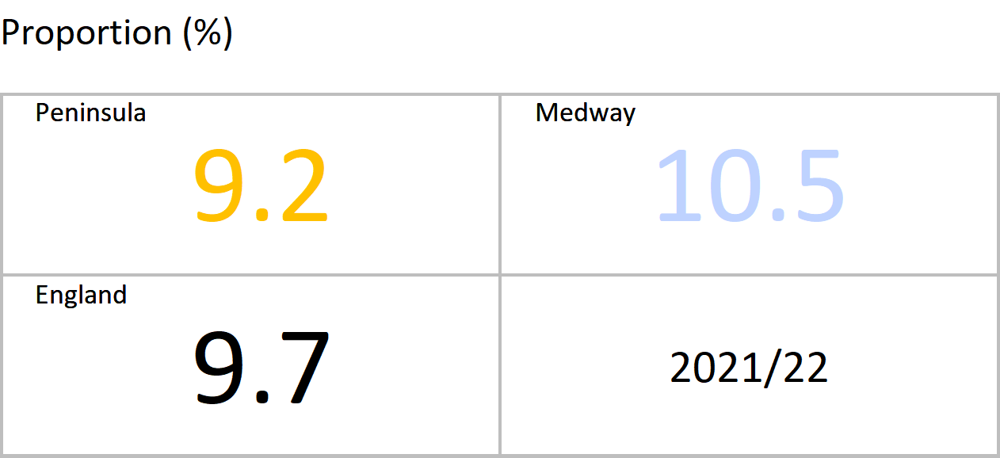 Proportion (%)
Peninsula
9.2
Medway
10.5
England
9.7
2021/22